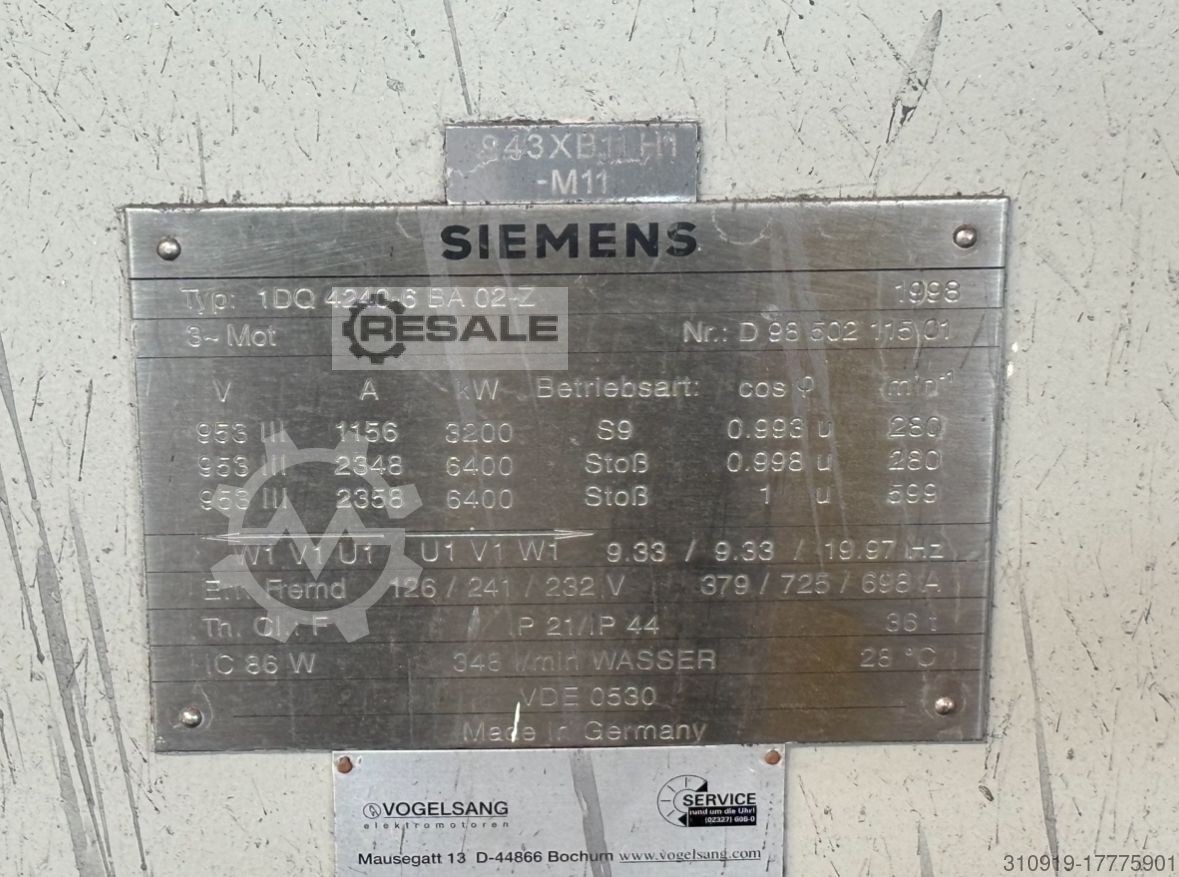 -M11
SIEMENS
Typ: 1DQ 4240-6 BA 02-Z 1998
RESALE
3~ Mot Nr.: D 98 502 115/01
V A kW Betriebsart: cos φ min⁻¹
953 III 1156 3200 S9 0.993 u 280
953 III 2348 6400 Stoß 0.998 u 280
953 III 2358 6400 Stoß 1 u 599
W1 V1 U1 U1 V1 W1 9.33 / 9.33 / 19.97 Hz
Err. Fremd 126 / 241 / 232 V 379 / 725 / 698 A
Th. Cl. F IP 21/IP 44 36 t
IC 86 W 348 l/min WASSER 28 °C
VDE 0530
Made in Germany
VOGELSANG
elektromotoren
SERVICE
rund um die Uhr!
(02327) 606-0
Mausegatt 13 D-44866 Bochum www.vogelsang.com
310919-17775901